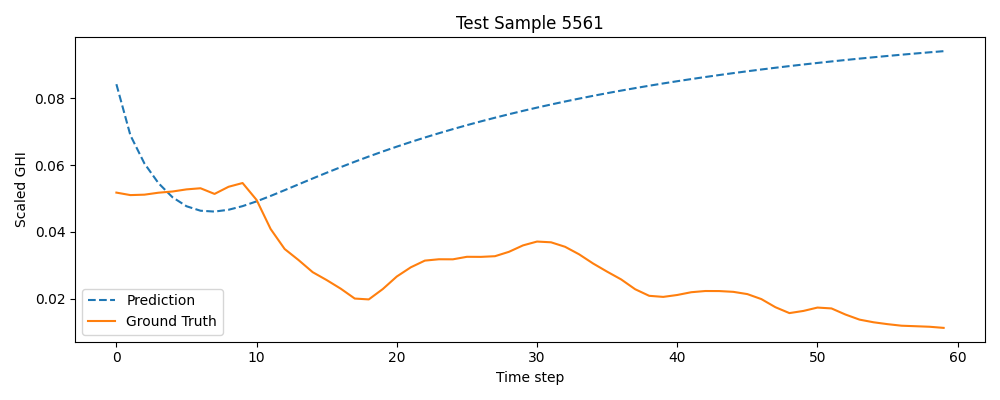 Test Sample 5561
Scaled GHI
0.08
0.06
0.04
0.02
Prediction
Ground Truth
0 10 20 30 40 50 60
Time step